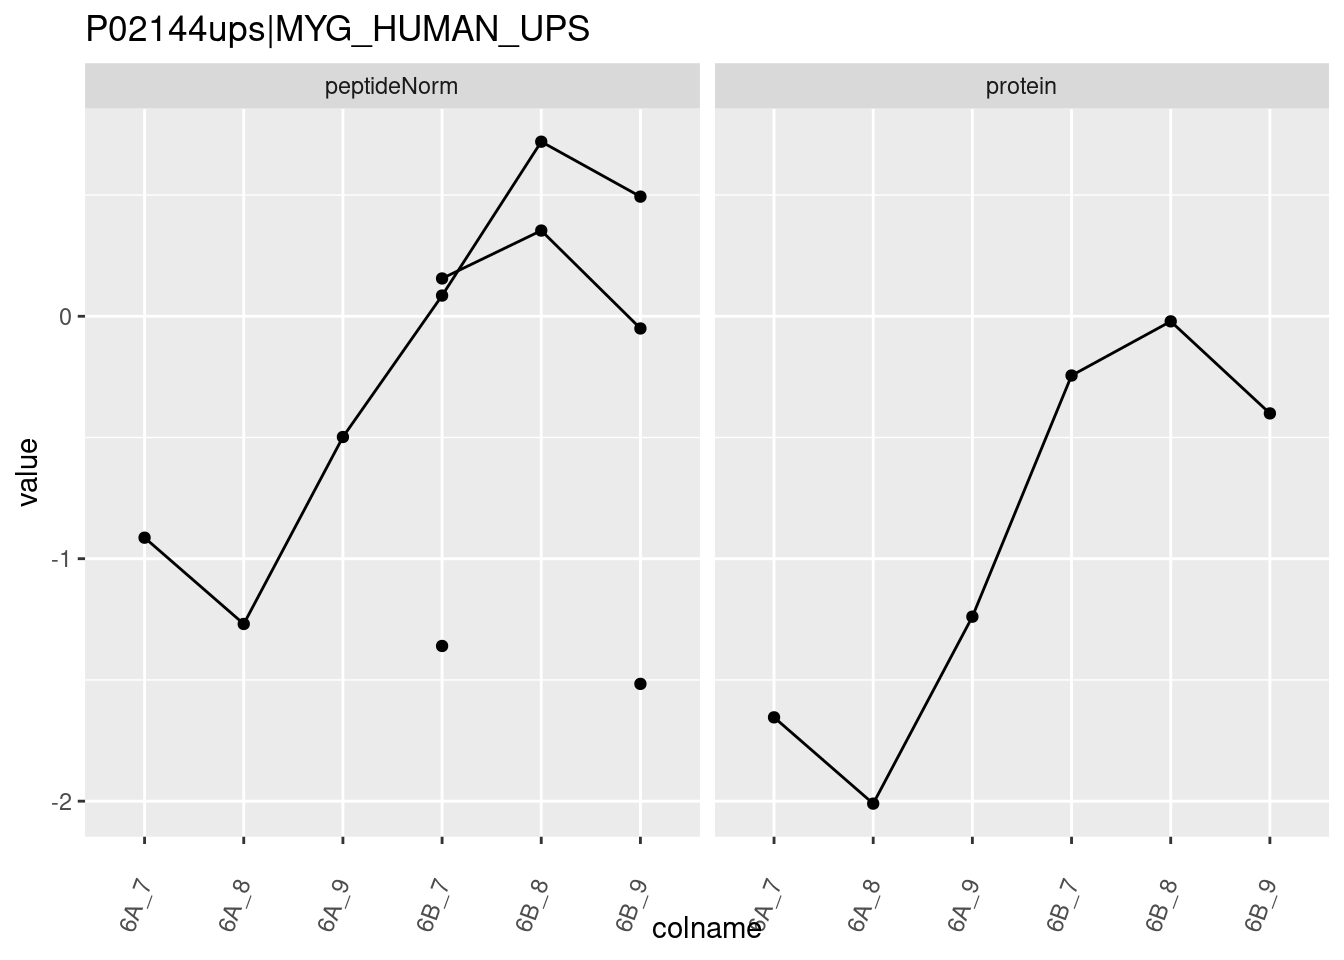 P02144ups|MYG_HUMAN_UPS
peptideNorm
protein
value
0
-1
-2
6A_7
6A_8
6A_9
6B_7
6B_8
6B_9
6A_7
6A_8
6A_9
6B_7
6B_8
6B_9
colname